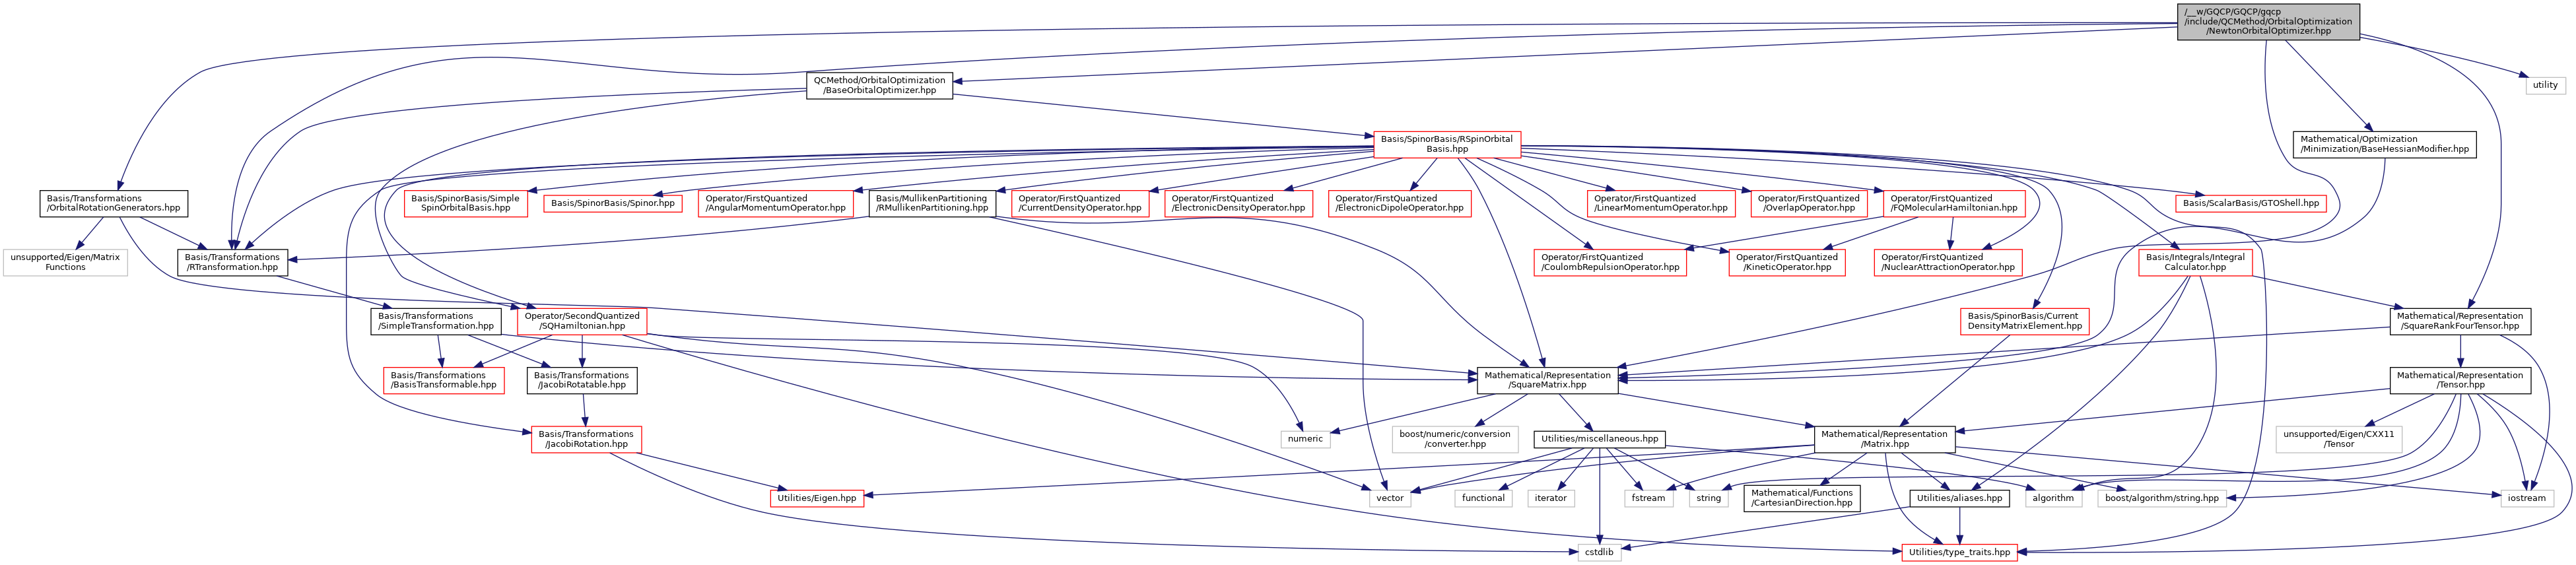 /__w/GQCP/GQCP/gqcp
/include/QCMethod/OrbitalOptimization
/NewtonOrbitalOptimizer.hpp
QCMethod/OrbitalOptimization
/BaseOrbitalOptimizer.hpp
utility
Basis/SpinorBasis/RSpinOrbital
Basis.hpp
Mathematical/Optimization
/Minimization/BaseHessianModifier.hpp
Basis/Transformations
/OrbitalRotationGenerators.hpp
Basis/SpinorBasis/Simple
SpinOrbitalBasis.hpp
Basis/SpinorBasis/Spinor.hpp
Operator/FirstQuantized
/AngularMomentumOperator.hpp
Basis/MullikenPartitioning
/RMullikenPartitioning.hpp
Operator/FirstQuantized
/CurrentDensityOperator.hpp
Operator/FirstQuantized
/ElectronicDensityOperator.hpp
Operator/FirstQuantized
/ElectronicDipoleOperator.hpp
Operator/FirstQuantized
/LinearMomentumOperator.hpp
Operator/FirstQuantized
/OverlapOperator.hpp
Operator/FirstQuantized
/FQMolecularHamiltonian.hpp
Basis/ScalarBasis/GTOShell.hpp
unsupported/Eigen/Matrix
Functions
Basis/Transformations
/RTransformation.hpp
Operator/FirstQuantized
/CoulombRepulsionOperator.hpp
Operator/FirstQuantized
/KineticOperator.hpp
Operator/FirstQuantized
/NuclearAttractionOperator.hpp
Basis/Integrals/Integral
Calculator.hpp
Basis/Transformations
/SimpleTransformation.hpp
Operator/SecondQuantized
/SQHamiltonian.hpp
Basis/SpinorBasis/Current
DensityMatrixElement.hpp
Mathematical/Representation
/SquareRankFourTensor.hpp
Basis/Transformations
/BasisTransformable.hpp
Basis/Transformations
/JacobiRotatable.hpp
Mathematical/Representation
/SquareMatrix.hpp
Mathematical/Representation
/Tensor.hpp
Basis/Transformations
/JacobiRotation.hpp
numeric
boost/numeric/conversion
/converter.hpp
Utilities/miscellaneous.hpp
Mathematical/Representation
/Matrix.hpp
unsupported/Eigen/CXX11
/Tensor
Utilities/Eigen.hpp
vector
functional
iterator
fstream
string
Mathematical/Functions
/CartesianDirection.hpp
Utilities/aliases.hpp
algorithm
boost/algorithm/string.hpp
iostream
cstdlib
Utilities/type_traits.hpp